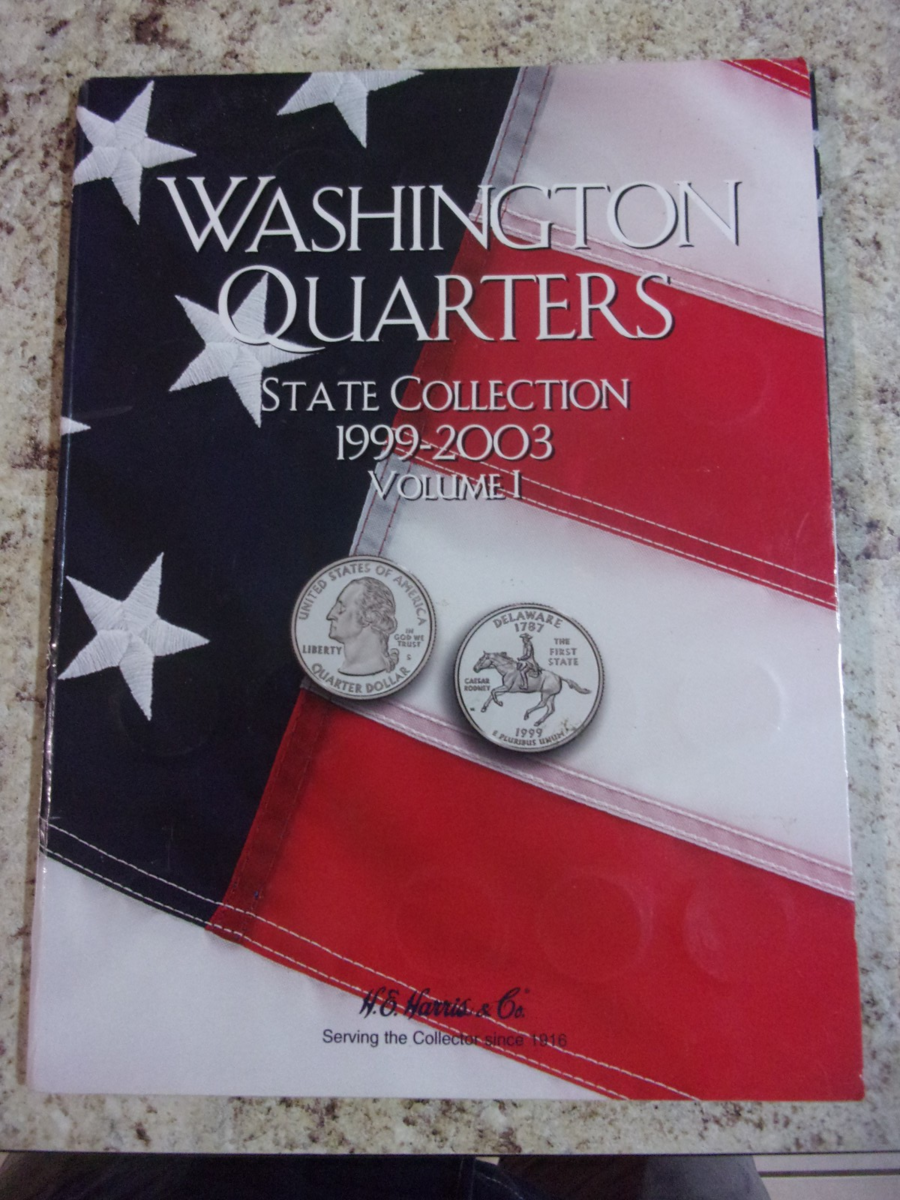 WASHINGTON
QUARTERS
STATE COLLECTION
1999-2003
VOLUME I
UNITED STATES OF AMERICA
IN
GOD WE
TRUST
LIBERTY
S
QUARTER DOLLAR
DELAWARE
1787
THE
FIRST
STATE
CAESAR
RODNEY
1999
E PLURIBUS UNUM
H.E. Harris & Co.
Serving the Collector since 1916